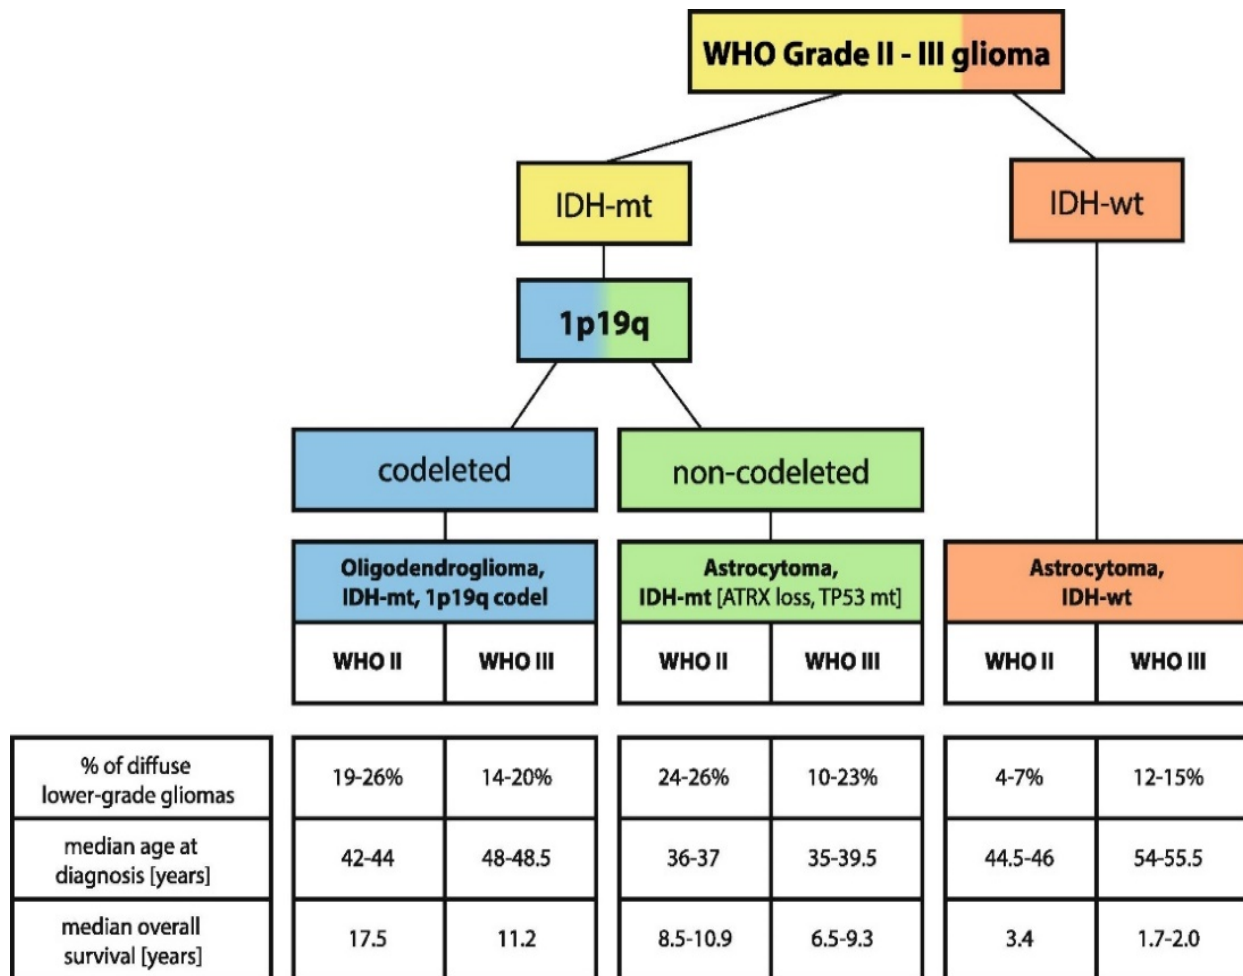 WHO Grade II - III glioma
IDH-mt
IDH-wt
1p19q
codeleted
non-codeleted
Oligodendroglioma,
IDH-mt, 1p19q codel
Astrocytoma,
IDH-mt [ATRX loss, TP53 mt]
Astrocytoma,
IDH-wt
WHO II
WHO III
WHO II
WHO III
WHO II
WHO III
% of diffuse
lower-grade gliomas
19-26%
14-20%
24-26%
10-23%
4-7%
12-15%
median age at
diagnosis [years]
42-44
48-48.5
36-37
35-39.5
44.5-46
54-55.5
median overall
survival [years]
17.5
11.2
8.5-10.9
6.5-9.3
3.4
1.7-2.0